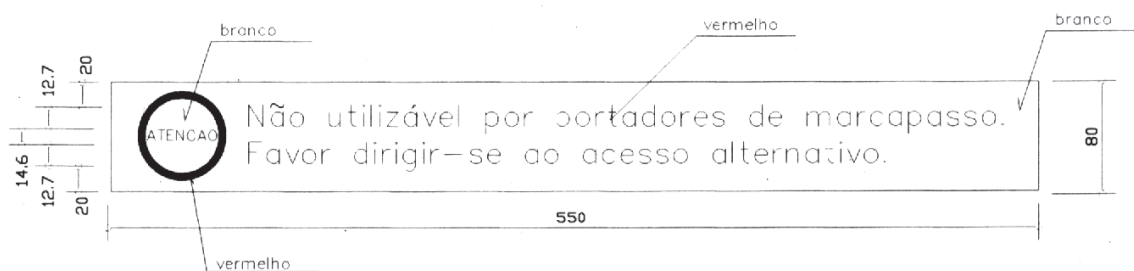 branco
vermelho
branco
20
12.7
ATENCAO
Não utilizável por portadores de marcapasso.
Favor dirigir-se ao acesso alternativo.
80
14.6
12.7
20
550
vermelho